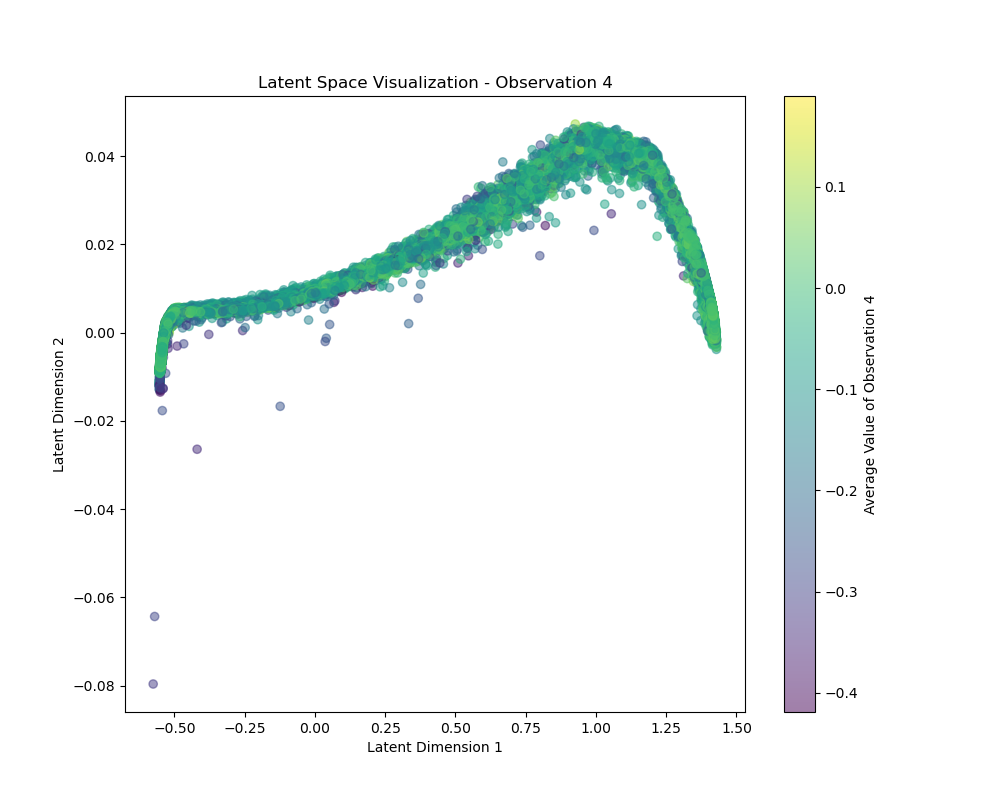 Latent Space Visualization - Observation 4
0.04
0.02
0.00
−0.02
−0.04
−0.06
−0.08
Latent Dimension 2
−0.50 −0.25 0.00 0.25 0.50 0.75 1.00 1.25 1.50
Latent Dimension 1
0.1
0.0
−0.1
−0.2
−0.3
−0.4
Average Value of Observation 4